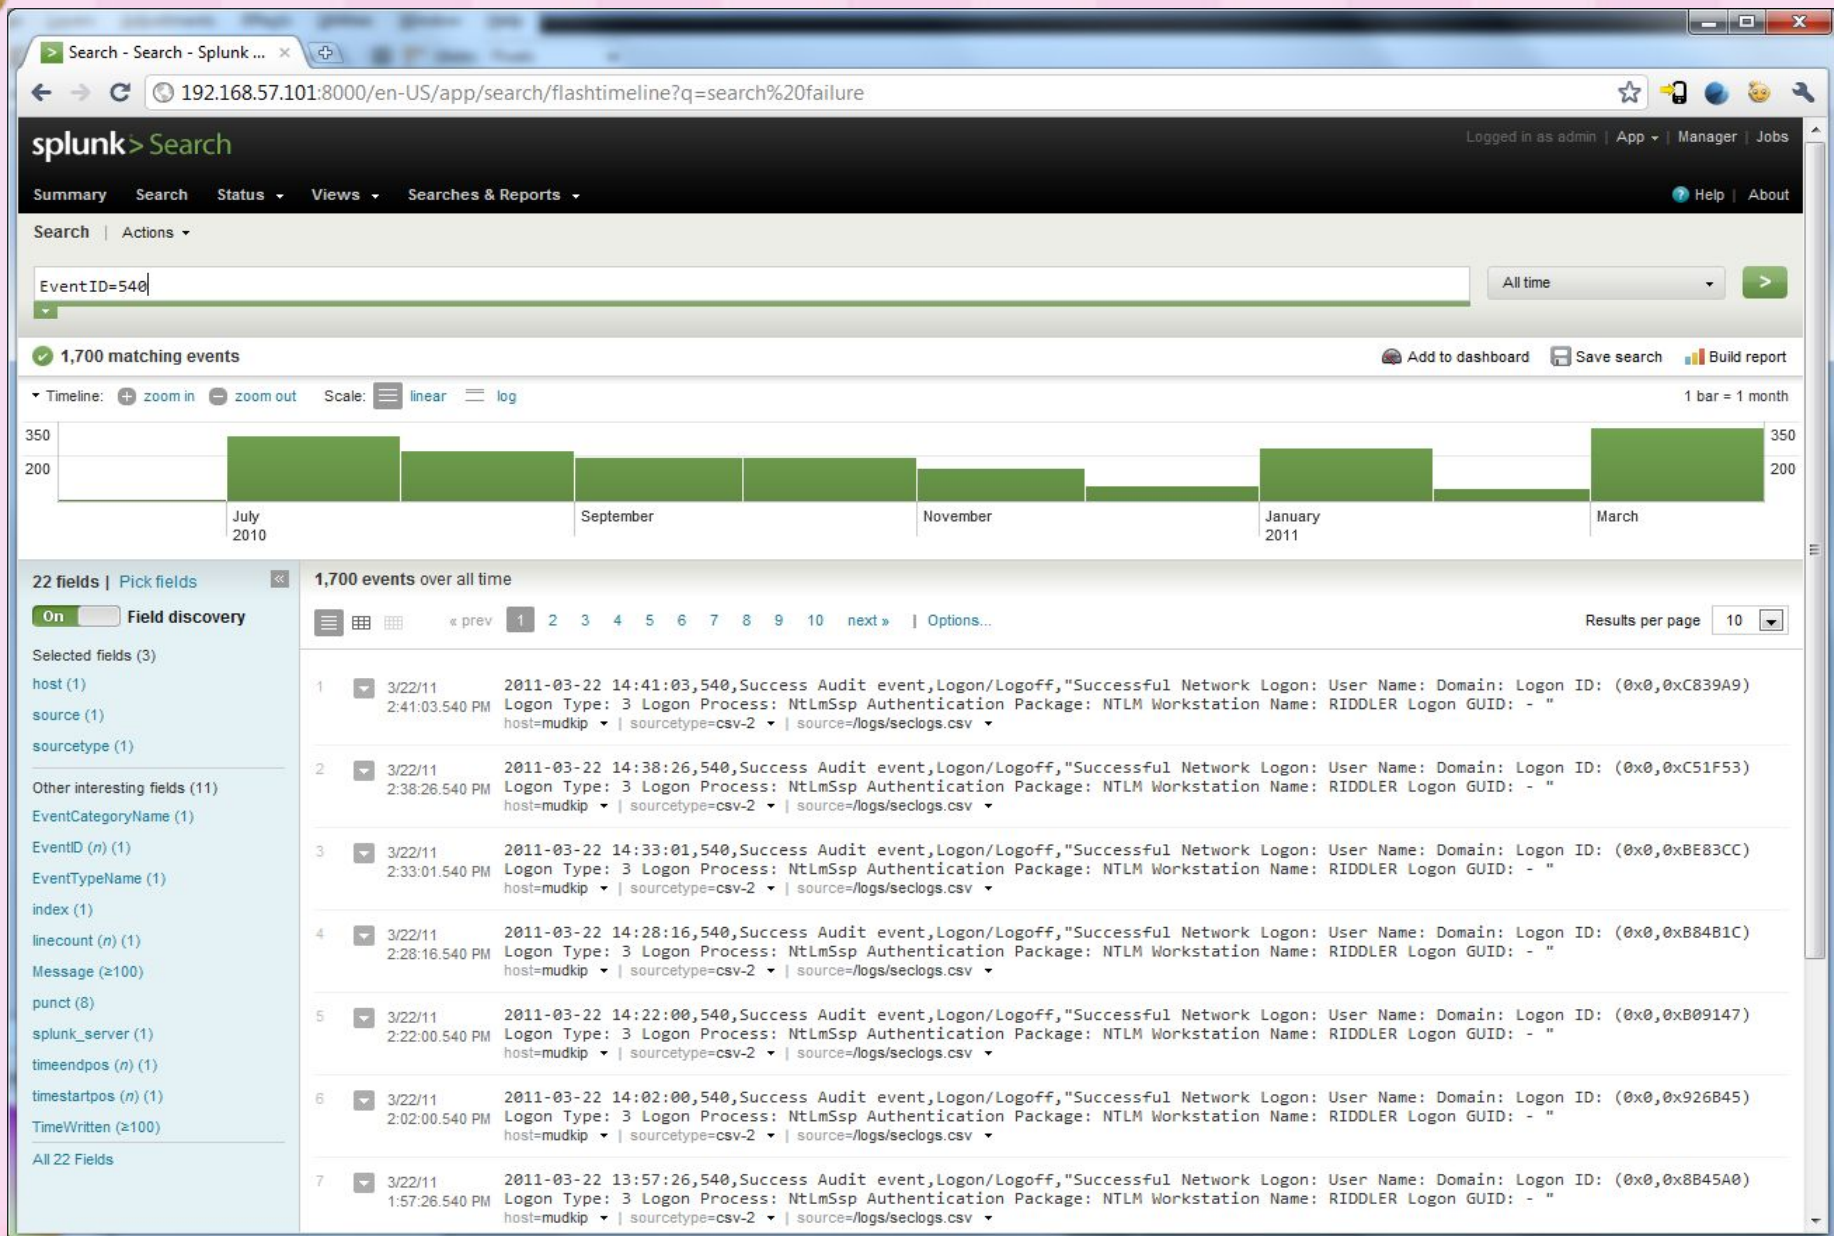 Search - Search - Splunk ...
192.168.57.101:8000/en-US/app/search/flashtimeline?q=search%20failure
splunk> Search
Logged in as admin | App | Manager | Jobs
Summary Search Status Views Searches & Reports
Help | About
Search | Actions
EventID=540
All time
>
1,700 matching events
Add to dashboard Save search Build report
Timeline: zoom in zoom out Scale: linear log
1 bar = 1 month
350
200
350
200
July
2010
September
November
January
2011
March
22 fields | Pick fields
On Field discovery
Selected fields (3)
host (1)
source (1)
sourcetype (1)
Other interesting fields (11)
EventCategoryName (1)
EventID (n) (1)
EventTypeName (1)
index (1)
linecount (n) (1)
Message (≥100)
punct (8)
splunk_server (1)
timeendpos (n) (1)
timestartpos (n) (1)
TimeWritten (≥100)
All 22 Fields
1,700 events over all time
« prev 1 2 3 4 5 6 7 8 9 10 next » | Options...
Results per page 10
1 3/22/11 2011-03-22 14:41:03,540,Success Audit event,Logon/Logoff,"Successful Network Logon: User Name: Domain: Logon ID: (0x0,0xC839A9)
2:41:03.540 PM Logon Type: 3 Logon Process: NtLmSsp Authentication Package: NTLM Workstation Name: RIDDLER Logon GUID: - "
host=mudkip | sourcetype=csv-2 | source=/logs/seclogs.csv
2 3/22/11 2011-03-22 14:38:26,540,Success Audit event,Logon/Logoff,"Successful Network Logon: User Name: Domain: Logon ID: (0x0,0xC51F53)
2:38:26.540 PM Logon Type: 3 Logon Process: NtLmSsp Authentication Package: NTLM Workstation Name: RIDDLER Logon GUID: - "
host=mudkip | sourcetype=csv-2 | source=/logs/seclogs.csv
3 3/22/11 2011-03-22 14:33:01,540,Success Audit event,Logon/Logoff,"Successful Network Logon: User Name: Domain: Logon ID: (0x0,0xBE83CC)
2:33:01.540 PM Logon Type: 3 Logon Process: NtLmSsp Authentication Package: NTLM Workstation Name: RIDDLER Logon GUID: - "
host=mudkip | sourcetype=csv-2 | source=/logs/seclogs.csv
4 3/22/11 2011-03-22 14:28:16,540,Success Audit event,Logon/Logoff,"Successful Network Logon: User Name: Domain: Logon ID: (0x0,0xB84B1C)
2:28:16.540 PM Logon Type: 3 Logon Process: NtLmSsp Authentication Package: NTLM Workstation Name: RIDDLER Logon GUID: - "
host=mudkip | sourcetype=csv-2 | source=/logs/seclogs.csv
5 3/22/11 2011-03-22 14:22:00,540,Success Audit event,Logon/Logoff,"Successful Network Logon: User Name: Domain: Logon ID: (0x0,0xB09147)
2:22:00.540 PM Logon Type: 3 Logon Process: NtLmSsp Authentication Package: NTLM Workstation Name: RIDDLER Logon GUID: - "
host=mudkip | sourcetype=csv-2 | source=/logs/seclogs.csv
6 3/22/11 2011-03-22 14:02:00,540,Success Audit event,Logon/Logoff,"Successful Network Logon: User Name: Domain: Logon ID: (0x0,0x926B45)
2:02:00.540 PM Logon Type: 3 Logon Process: NtLmSsp Authentication Package: NTLM Workstation Name: RIDDLER Logon GUID: - "
host=mudkip | sourcetype=csv-2 | source=/logs/seclogs.csv
7 3/22/11 2011-03-22 13:57:26,540,Success Audit event,Logon/Logoff,"Successful Network Logon: User Name: Domain: Logon ID: (0x0,0x8B45A0)
1:57:26.540 PM Logon Type: 3 Logon Process: NtLmSsp Authentication Package: NTLM Workstation Name: RIDDLER Logon GUID: - "
host=mudkip | sourcetype=csv-2 | source=/logs/seclogs.csv